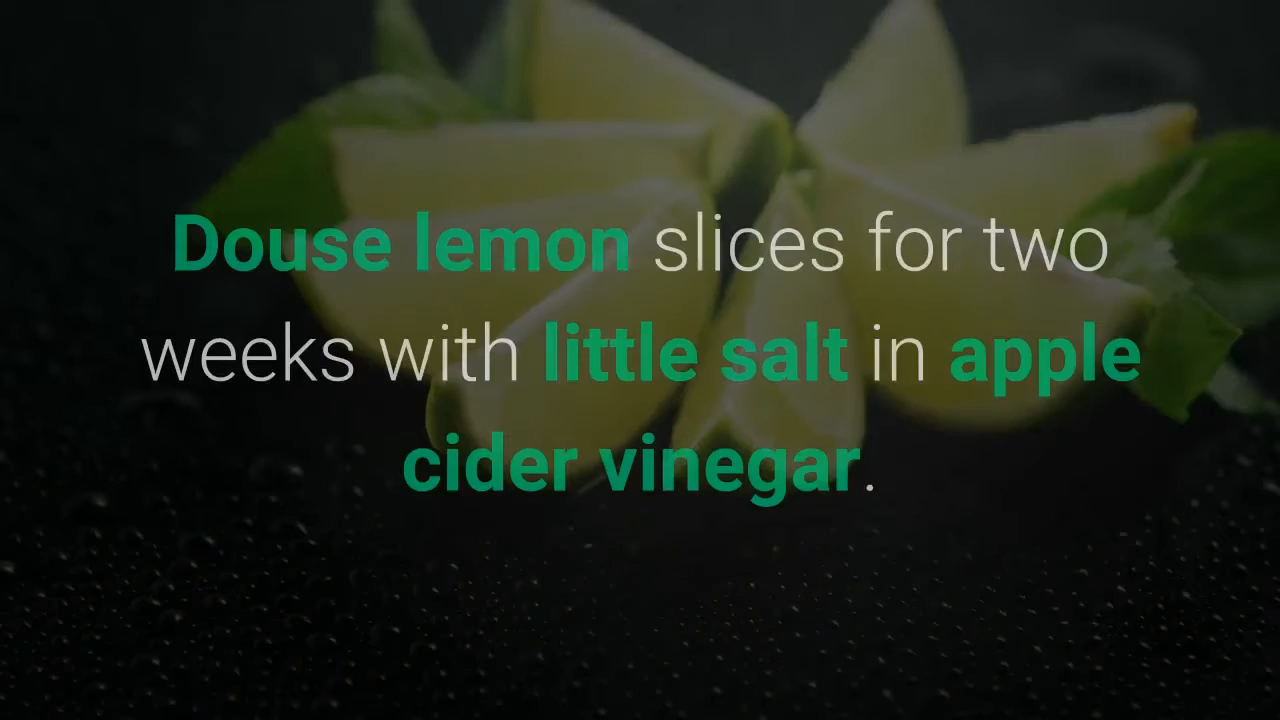 Douse lemon slices for two
weeks with little salt in apple
cider vinegar.